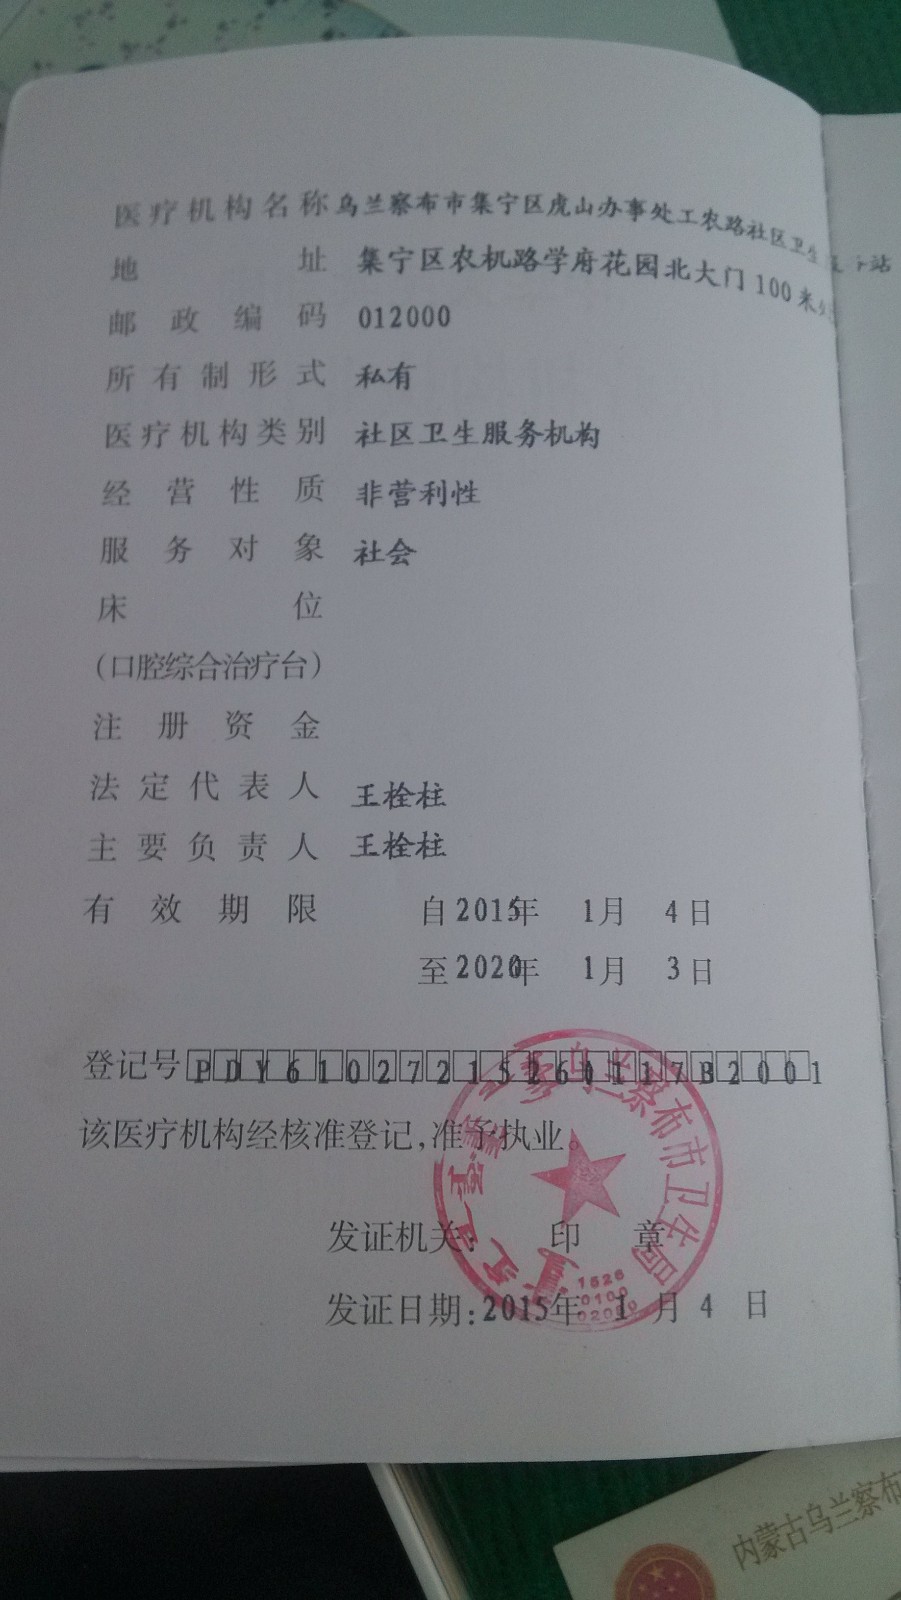 医疗机构名称 乌兰察布市集宁区虎山办事处工农路社区卫生服务站
地 址 集宁区农机路学府花园北大门100米处
邮政编码 012000
所有制形式 私有
医疗机构类别 社区卫生服务机构
经营性质 非营利性
服务对象 社会
床 位
(口腔综合治疗台)
注册资金
法定代表人 王栓柱
主要负责人 王栓柱
有效期限 自2015年 1月 4日
至2020年 1月 3日
登记号 PDY61027215260117B2001
该医疗机构经核准登记,准予执业。
乌兰察布市卫生局
发证机关: 印 章
1526
0100
发证日期:2015年 1 月 4 日
内蒙古乌兰察布